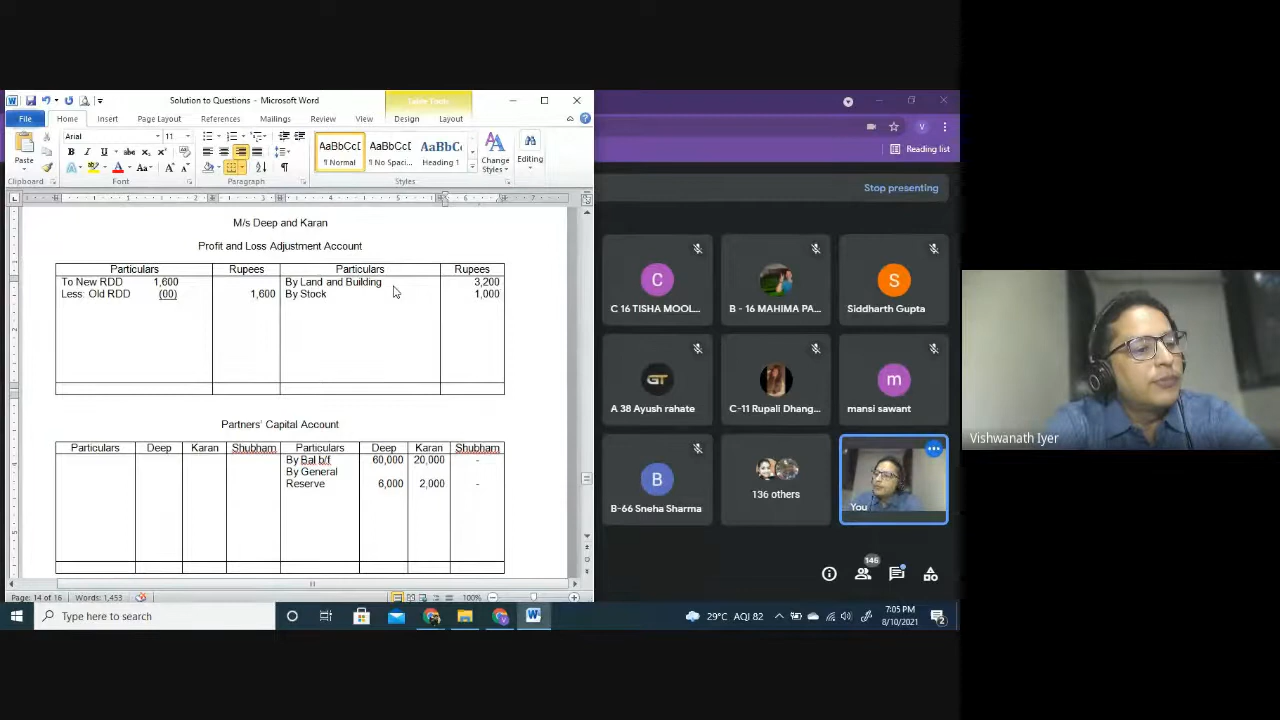 Solution to Questions - Microsoft Word
Table Tools
File Home Insert Page Layout References Mailings Review View Design Layout
Arial 11
Paste
AaBbCcI AaBbCcI AaBbCc
¶ Normal ¶ No Spaci... Heading 1
Change Styles
Editing
Clipboard Font Paragraph Styles
V
Reading list
Stop presenting
M/s Deep and Karan
Profit and Loss Adjustment Account
Particulars Rupees Particulars Rupees
To New RDD 1,600 By Land and Building 3,200
Less: Old RDD (00) 1,600 By Stock 1,000
Partners' Capital Account
Particulars Deep Karan Shubham Particulars Deep Karan Shubham
By Bal b/f 60,000 20,000 -
By General
Reserve 6,000 2,000 -
Page: 14 of 16 Words: 1,453 100%
C
C 16 TISHA MOOL...
B - 16 MAHIMA PA...
S
Siddharth Gupta
GT
A 38 Ayush rahate
C-11 Rupali Dhang...
m
mansi sawant
B
B-66 Sneha Sharma
136 others
You
146
Vishwanath Iyer
Type here to search
29°C AQI 82
7:05 PM
8/10/2021
2